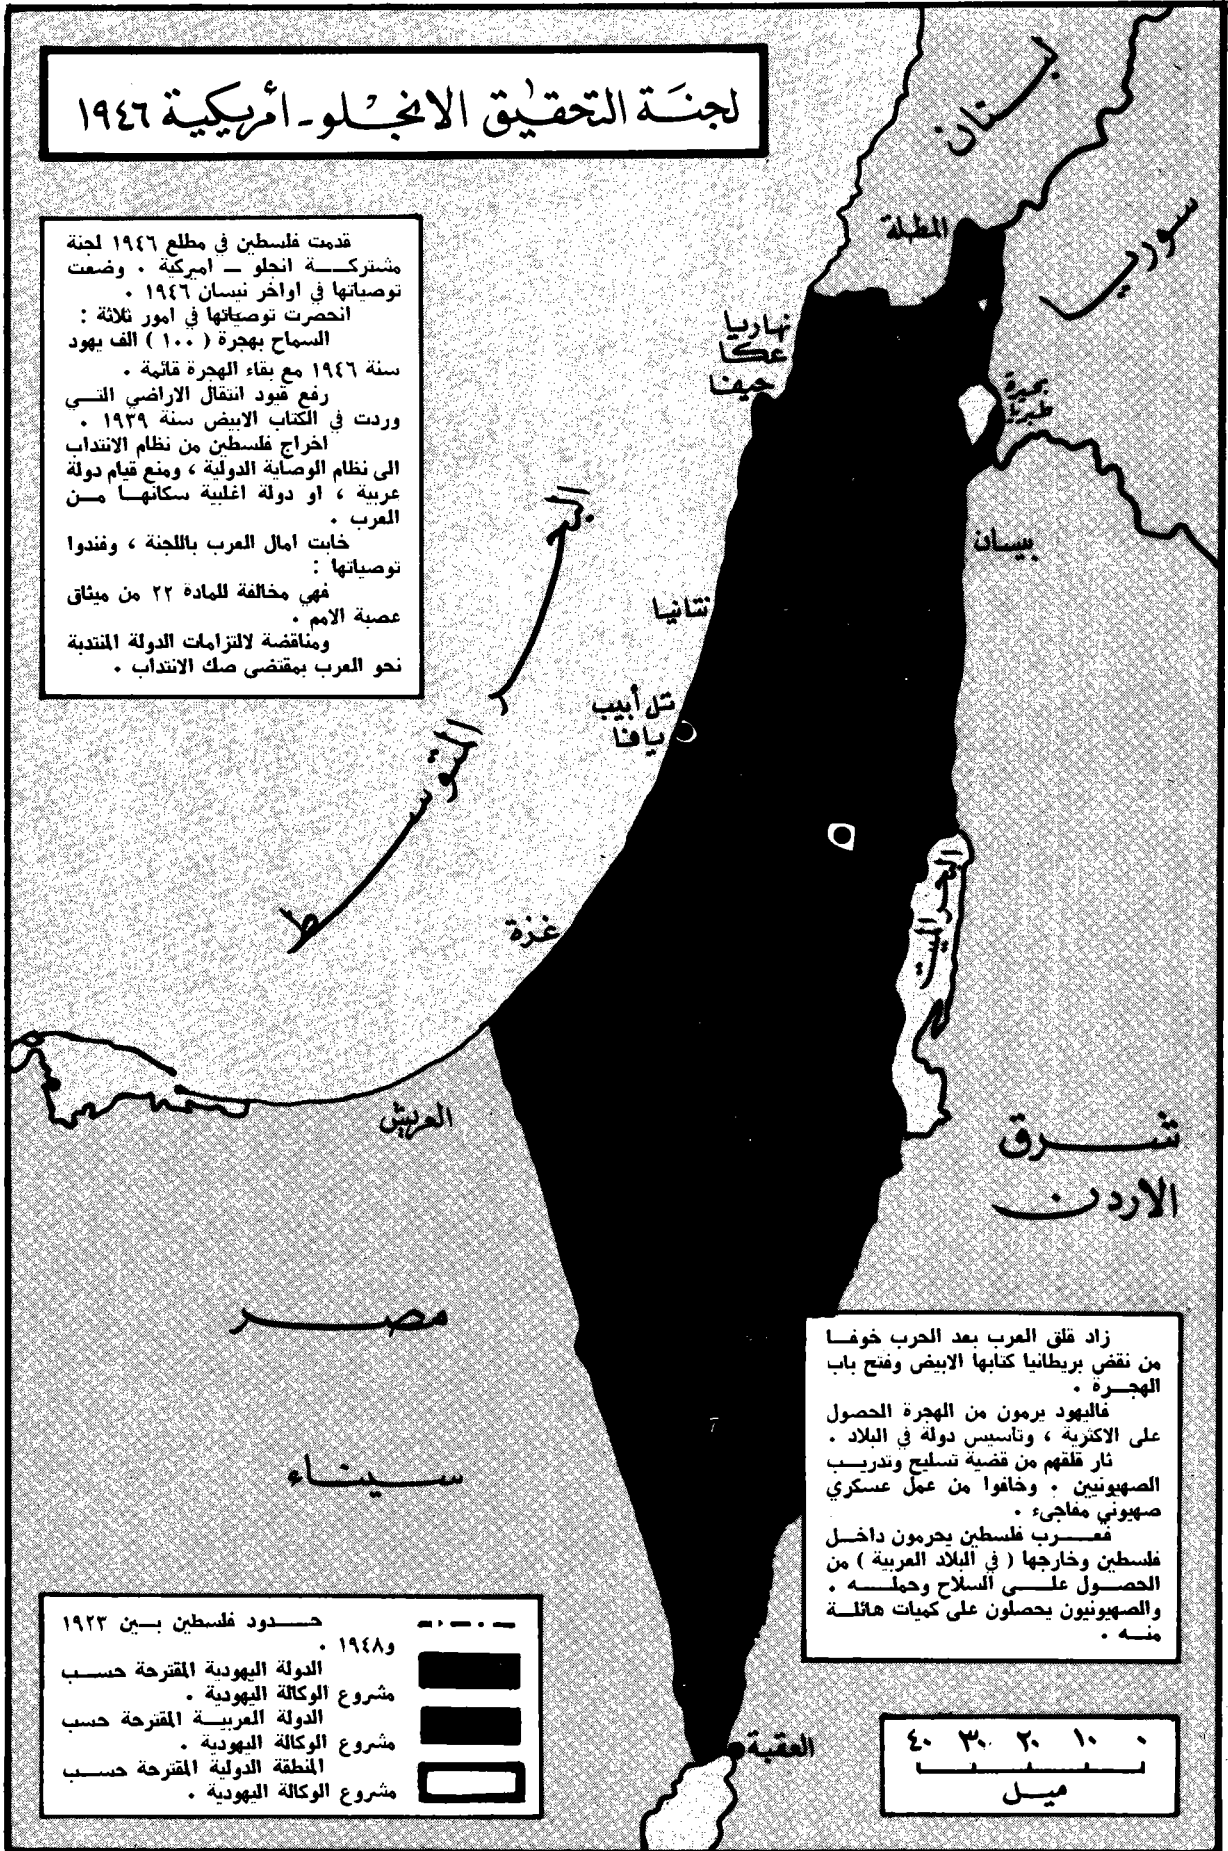 لجنة التحقيق الانجلو - أمريكية ١٩٤٦
لبنان
سوريا
المطلة
قدمت فلسطين في مطلع ١٩٤٦ لجنة
مشتركة انجلو – اميركية . وضعت
توصياتها في اواخر نيسان ١٩٤٦ .
انحصرت توصياتها في امور ثلاثة :
السماح بهجرة ( ١٠٠ ) الف يهود
سنة ١٩٤٦ مع بقاء الهجرة قائمة .
رفع قيود انتقال الاراضي التي
وردت في الكتاب الابيض سنة ١٩٣٩ .
اخراج فلسطين من نظام الانتداب
الى نظام الوصاية الدولية ، ومنع قيام دولة
عربية ، او دولة اغلبية سكانها من
العرب .
خابت امال العرب باللجنة ، وفندوا
توصياتها :
فهي مخالفة للمادة ٢٢ من ميثاق
عصبة الامم .
ومناقضة لالتزامات الدولة المنتدبة
نحو العرب بمقتضى صك الانتداب .
نهاريا
عكا
حيفا
بحيرة
طبريا
بيسان
البحر
المتوسط
نتانيا
تل أبيب
يافا
البحر الميت
غزة
العريش
شرق
الاردن
مصر
سيناء
زاد قلق العرب بعد الحرب خوفا
من نقض بريطانيا كتابها الابيض وفتح باب
الهجرة .
فاليهود يرمون من الهجرة الحصول
على الاكثرية ، وتأسيس دولة في البلاد .
ثار قلقهم من قضية تسليح وتدريب
الصهيونيين . وخافوا من عمل عسكري
صهيوني مفاجىء .
فعرب فلسطين يحرمون داخل
فلسطين وخارجها ( في البلاد العربية ) من
الحصول على السلاح وحمله .
والصهيونيون يحصلون على كميات هائلة
منه .
حدود فلسطين بين ١٩٢٣
و١٩٤٨ .
الدولة اليهودية المقترحة حسب
مشروع الوكالة اليهودية .
الدولة العربية المقترحة حسب
مشروع الوكالة اليهودية .
المنطقة الدولية المقترحة حسب
مشروع الوكالة اليهودية .
العقبة
٤٠ ٣٠ ٢٠ ١٠ ٠
ميل